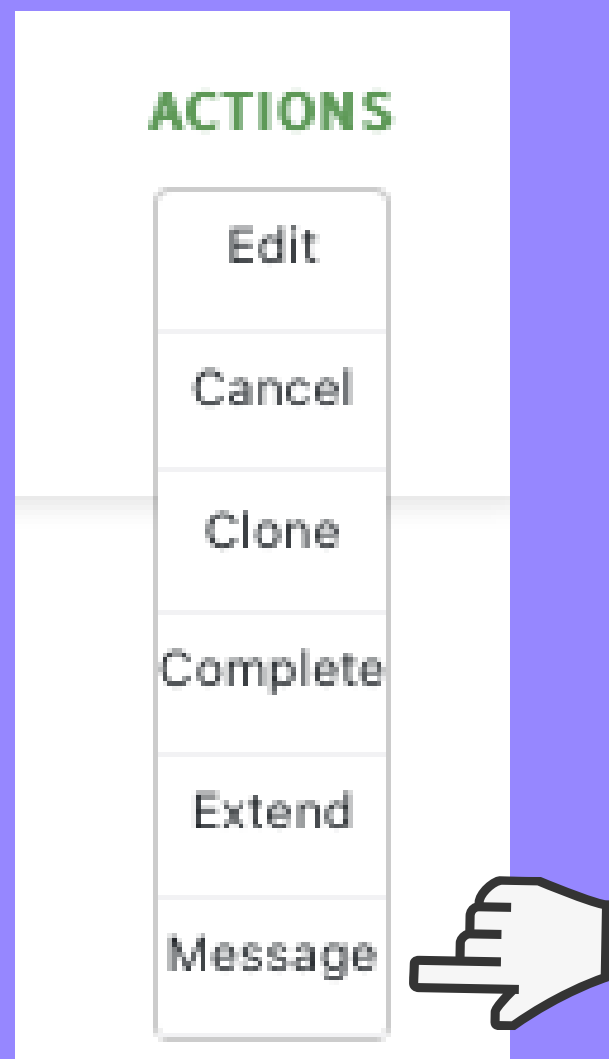 ACTIONS
Edit
Cancel
Clone
Complete
Extend
Message